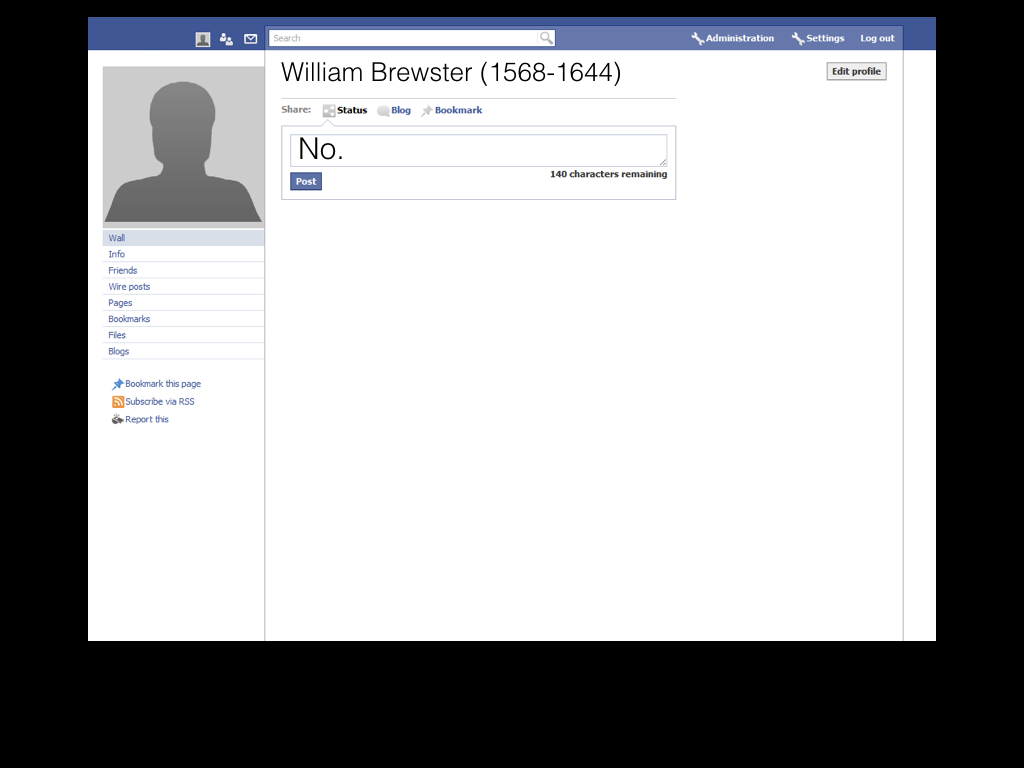 Search
Administration
Settings
Log out
William Brewster (1568-1644)
Edit profile
Share:
Status
Blog
Bookmark
No.
140 characters remaining
Post
Wall
Info
Friends
Wire posts
Pages
Bookmarks
Files
Blogs
Bookmark this page
Subscribe via RSS
Report this